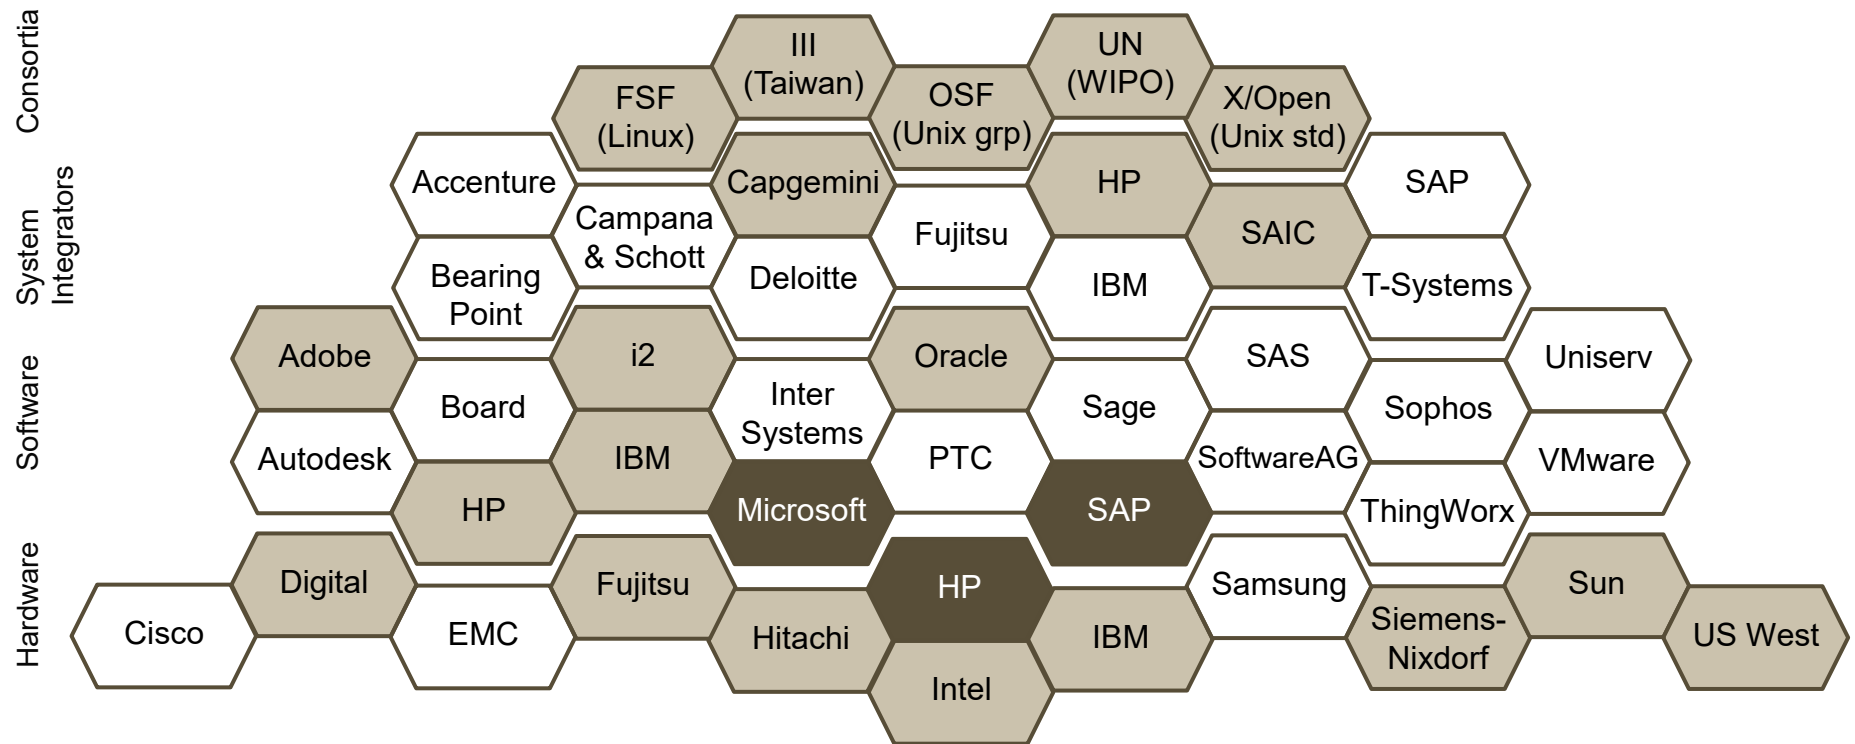 Consortia
III
(Taiwan)
UN
(WIPO)
FSF
(Linux)
OSF
(Unix grp)
X/Open
(Unix std)
System
Integrators
Accenture
Capgemini
HP
SAP
Campana
& Schott
Fujitsu
SAIC
Bearing
Point
Deloitte
IBM
T-Systems
Software
Adobe
i2
Oracle
SAS
Uniserv
Board
Inter
Systems
Sage
Sophos
Autodesk
IBM
PTC
SoftwareAG
VMware
HP
Microsoft
SAP
ThingWorx
Hardware
Digital
Fujitsu
HP
Samsung
Sun
Cisco
EMC
Hitachi
IBM
Siemens-
Nixdorf
US West
Intel